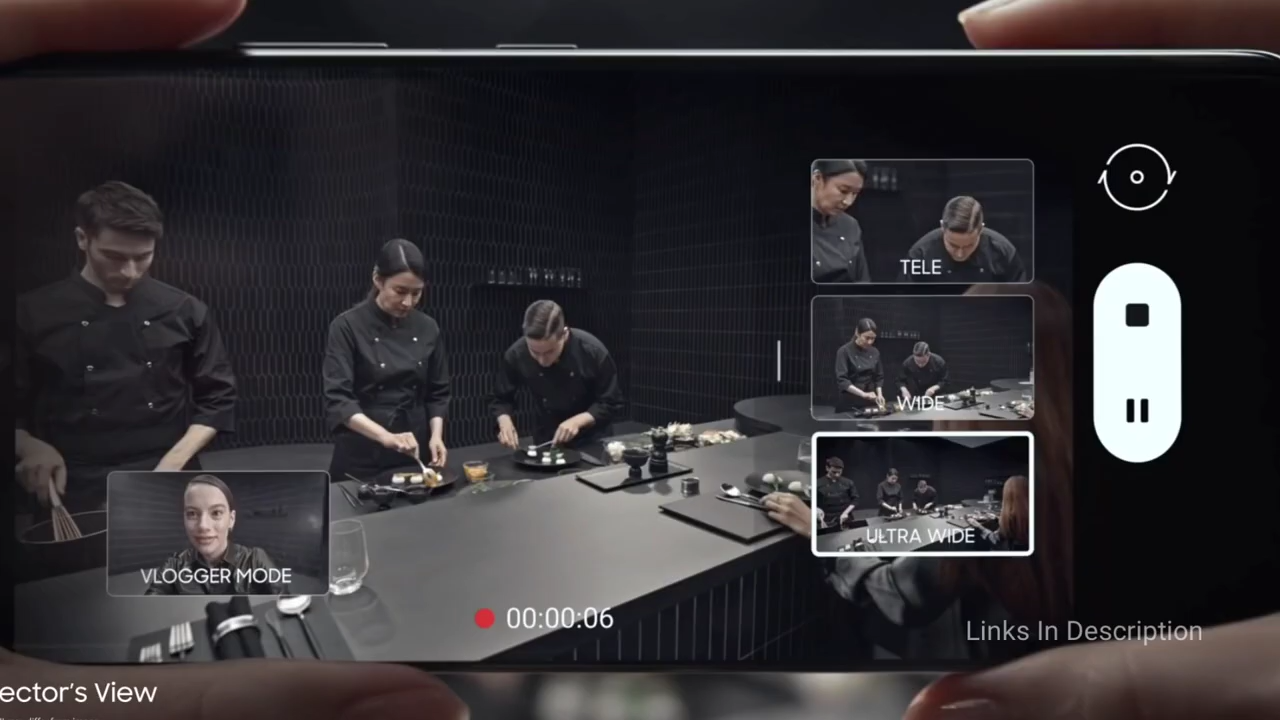 TELE
WIDE
ULTRA WIDE
VLOGGER MODE
00:00:06
Links In Description
ector's View